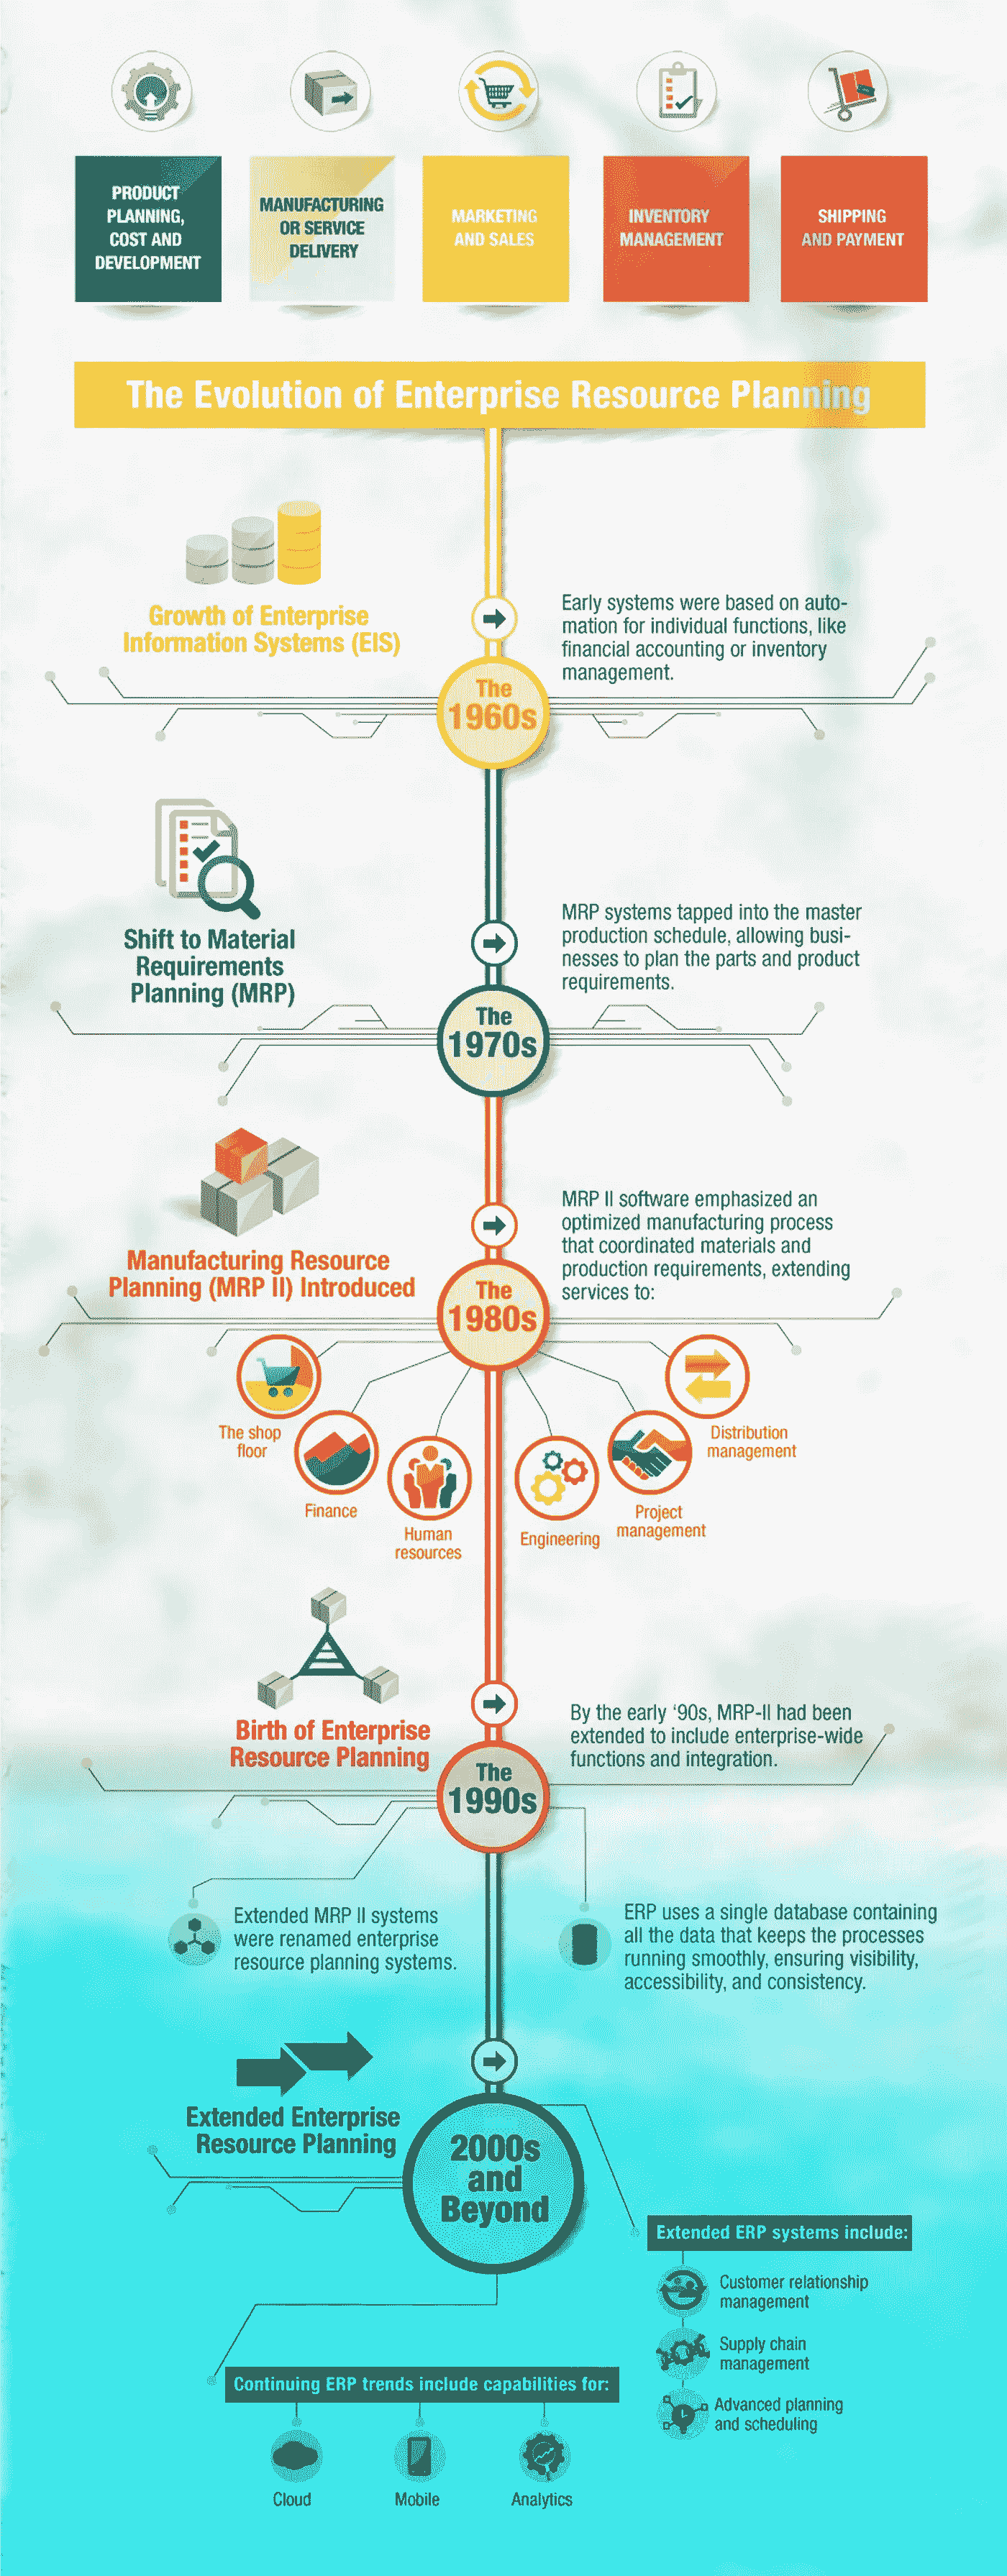 PRODUCT
PLANNING,
COST AND
DEVELOPMENT
MANUFACTURING
OR SERVICE
DELIVERY
MARKETING
AND SALES
INVENTORY
MANAGEMENT
SHIPPING
AND PAYMENT
The Evolution of Enterprise Resource Planning
Growth of Enterprise
Information Systems (EIS)
Early systems were based on auto-
mation for individual functions, like
financial accounting or inventory
management.
The
1960s
Shift to Material
Requirements
Planning (MRP)
MRP systems tapped into the master
production schedule, allowing busi-
nesses to plan the parts and product
requirements.
The
1970s
Manufacturing Resource
Planning (MRP II) Introduced
MRP II software emphasized an
optimized manufacturing process
that coordinated materials and
production requirements, extending
services to:
The
1980s
The shop
floor
Finance
Human
resources
Engineering
Project
management
Distribution
management
Birth of Enterprise
Resource Planning
By the early ‘90s, MRP-II had been
extended to include enterprise-wide
functions and integration.
The
1990s
Extended MRP II systems
were renamed enterprise
resource planning systems.
ERP uses a single database containing
all the data that keeps the processes
running smoothly, ensuring visibility,
accessibility, and consistency.
Extended Enterprise
Resource Planning
2000s
and
Beyond
Extended ERP systems include:
Customer relationship
management
Supply chain
management
Advanced planning
and scheduling
Continuing ERP trends include capabilities for:
Cloud
Mobile
Analytics